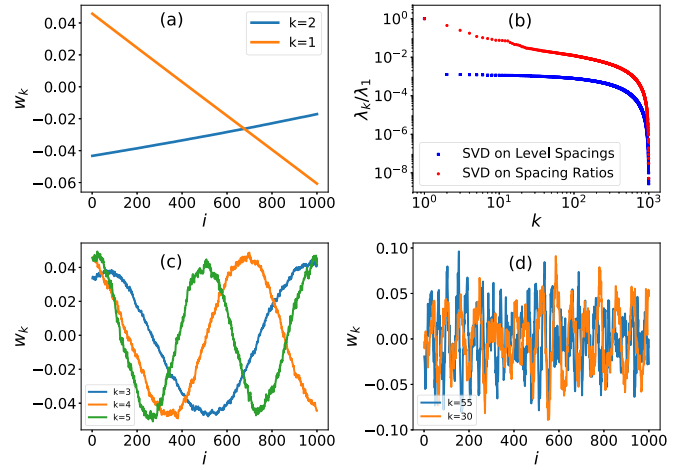 (a)
k=2
k=1
0.04
0.02
0.00
−0.02
−0.04
−0.06
w_k
0 200 400 600 800 1000
i
(b)
10^0
10^−2
10^−4
10^−6
10^−8
λ_k/λ_1
SVD on Level Spacings
SVD on Spacing Ratios
10^0 10^1 10^2 10^3
k
(c)
0.04
0.02
0.00
−0.02
−0.04
w_k
k=3
k=4
k=5
0 200 400 600 800 1000
i
(d)
0.10
0.05
0.00
−0.05
−0.10
w_k
k=55
k=30
0 200 400 600 800 1000
i